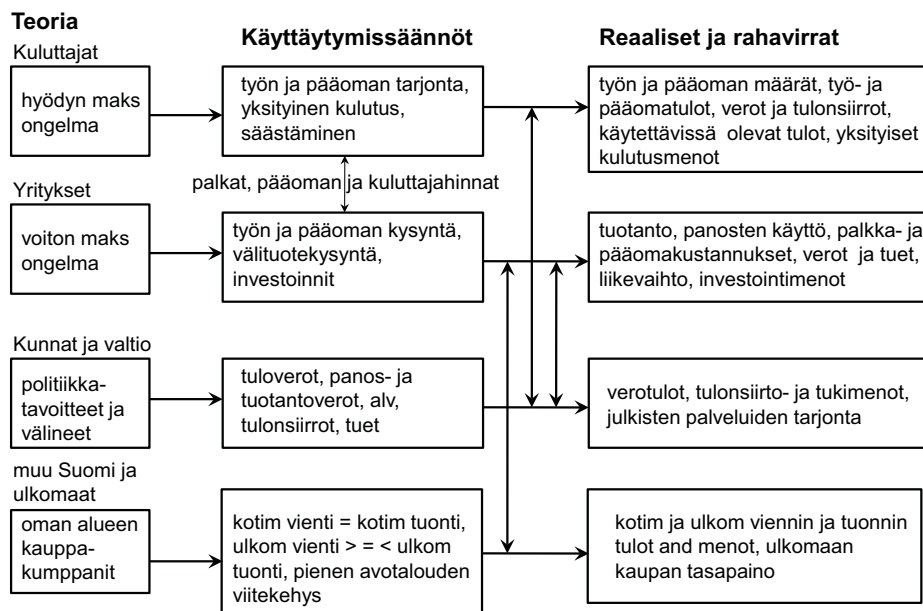 Teoria
Käyttäytymissäännöt
Reaaliset ja rahavirrat
Kuluttajat
hyödyn maks
ongelma
työn ja pääoman tarjonta,
yksityinen kulutus,
säästäminen
työn ja pääoman määrät, työ- ja
pääomatulot, verot ja tulonsiirrot,
käytettävissä olevat tulot, yksityiset
kulutusmenot
palkat, pääoman ja kuluttajahinnat
Yritykset
voiton maks
ongelma
työn ja pääoman kysyntä,
välituotekysyntä,
investoinnit
tuotanto, panosten käyttö, palkka- ja
pääomakustannukset, verot ja tuet,
liikevaihto, investointimenot
Kunnat ja valtio
politiikka-
tavoitteet ja
välineet
tuloverot, panos- ja
tuotantoverot, alv,
tulonsiirrot, tuet
verotulot, tulonsiirto- ja tukimenot,
julkisten palveluiden tarjonta
muu Suomi ja
ulkomaat
oman alueen
kauppa-
kumppanit
kotim vienti = kotim tuonti,
ulkom vienti > = < ulkom
tuonti, pienen avotalouden
viitekehys
kotim ja ulkom viennin ja tuonnin
tulot and menot, ulkomaan
kaupan tasapaino